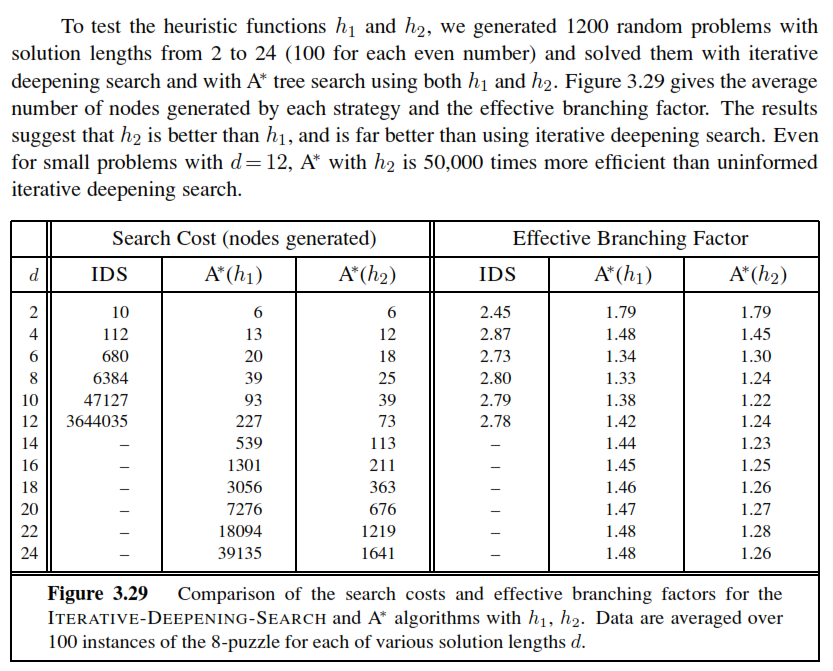 To test the heuristic functions h₁ and h₂, we generated 1200 random problems with
solution lengths from 2 to 24 (100 for each even number) and solved them with iterative
deepening search and with A* tree search using both h₁ and h₂. Figure 3.29 gives the average
number of nodes generated by each strategy and the effective branching factor. The results
suggest that h₂ is better than h₁, and is far better than using iterative deepening search. Even
for small problems with d = 12, A* with h₂ is 50,000 times more efficient than uninformed
iterative deepening search.
Search Cost (nodes generated) Effective Branching Factor
d IDS A*(h₁) A*(h₂) IDS A*(h₁) A*(h₂)
2 10 6 6 2.45 1.79 1.79
4 112 13 12 2.87 1.48 1.45
6 680 20 18 2.73 1.34 1.30
8 6384 39 25 2.80 1.33 1.24
10 47127 93 39 2.79 1.38 1.22
12 3644035 227 73 2.78 1.42 1.24
14 – 539 113 – 1.44 1.23
16 – 1301 211 – 1.45 1.25
18 – 3056 363 – 1.46 1.26
20 – 7276 676 – 1.47 1.27
22 – 18094 1219 – 1.48 1.28
24 – 39135 1641 – 1.48 1.26
Figure 3.29 Comparison of the search costs and effective branching factors for the
ITERATIVE-DEEPENING-SEARCH and A* algorithms with h₁, h₂. Data are averaged over
100 instances of the 8-puzzle for each of various solution lengths d.